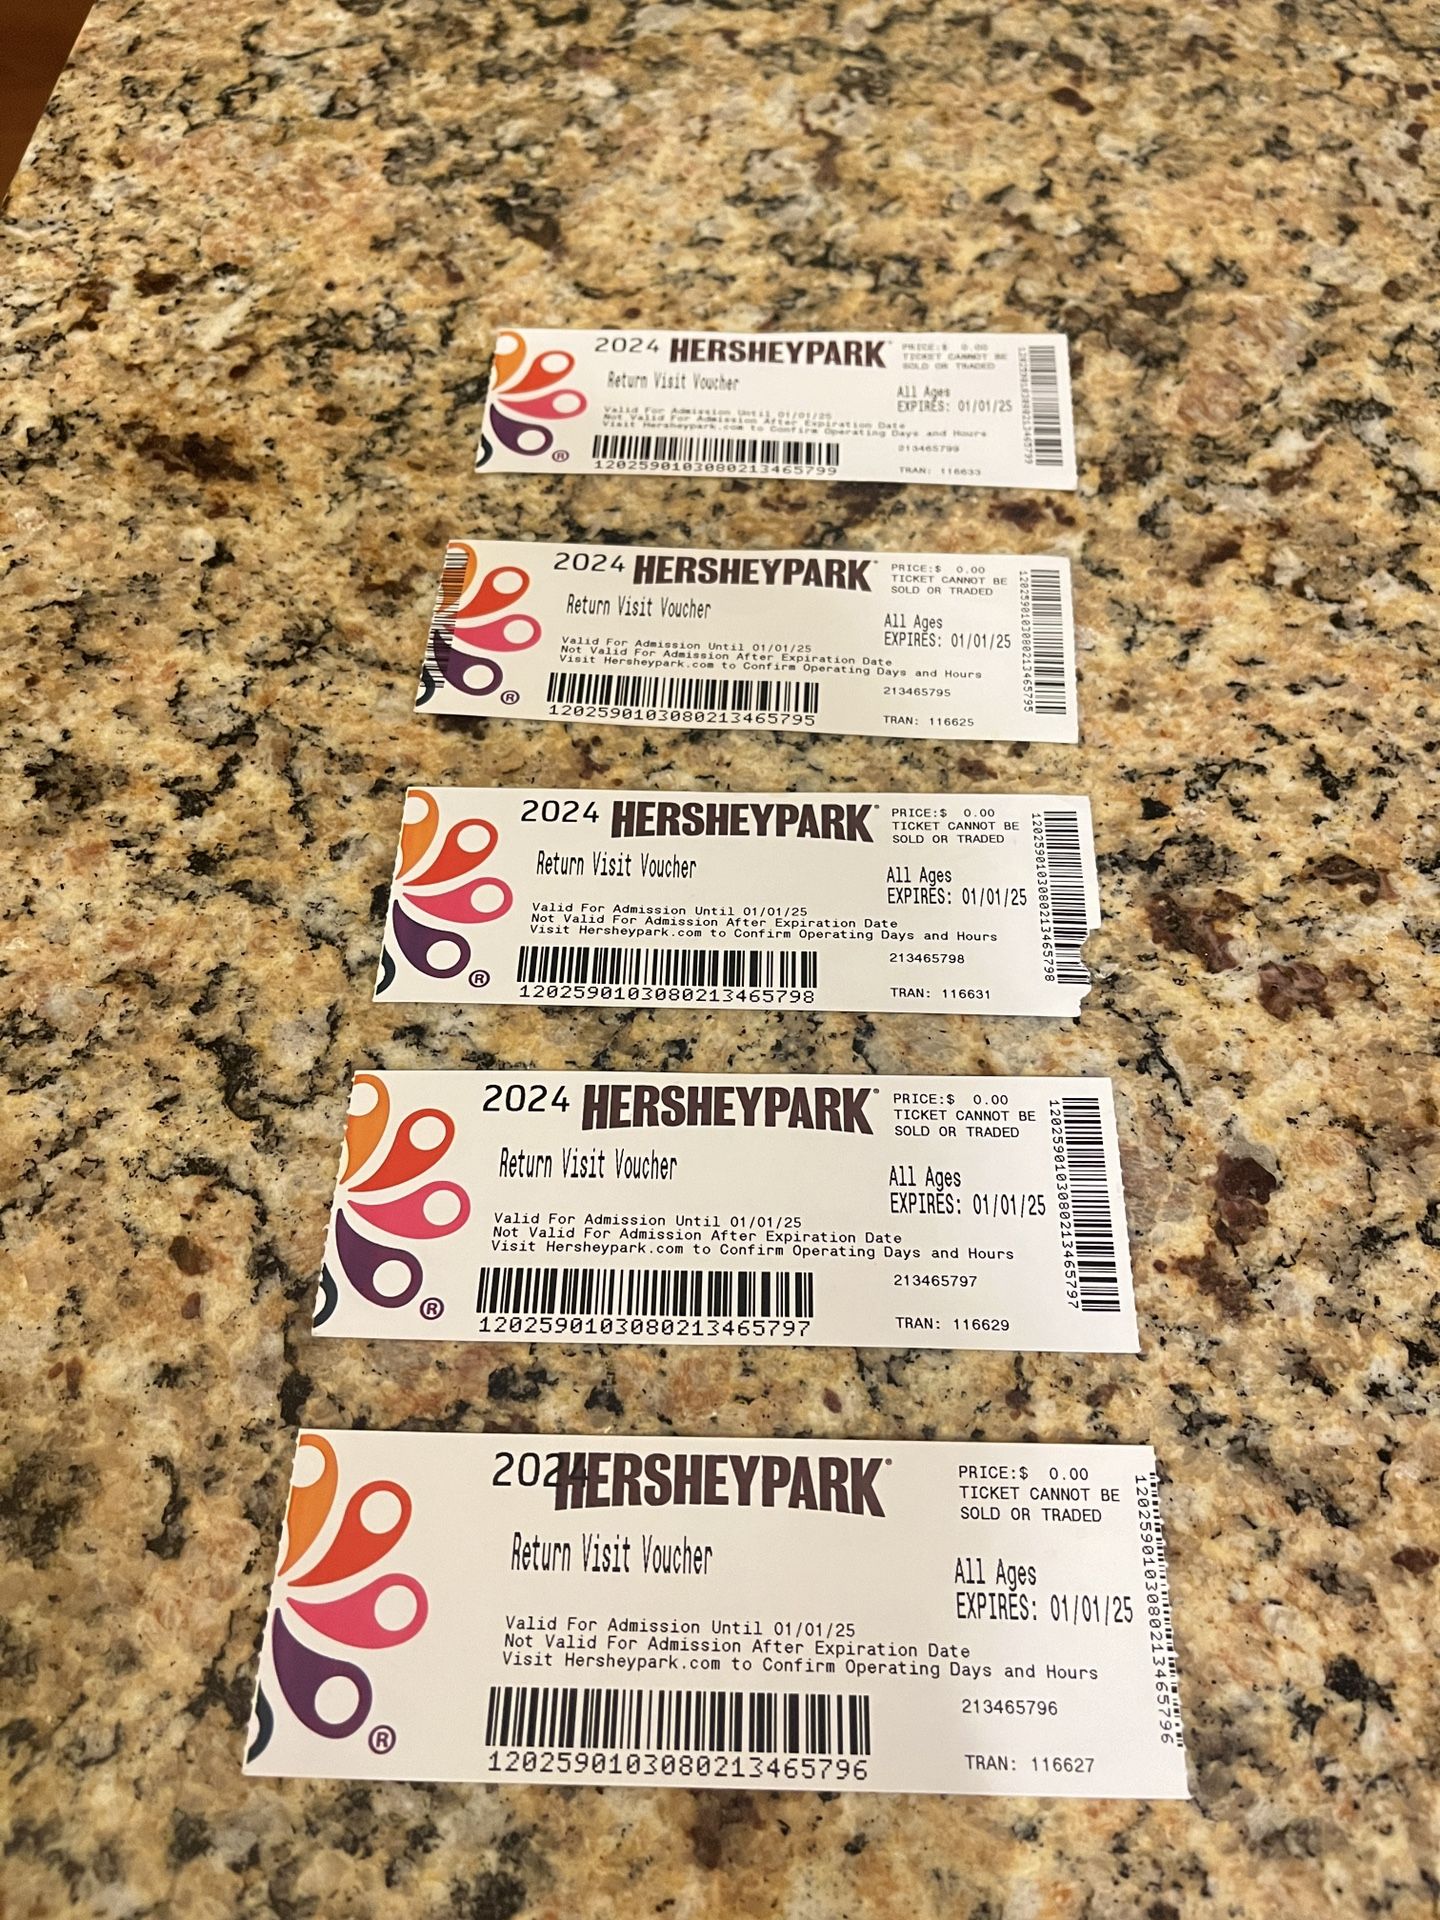 2024 HERSHEYPARK®
PRICE:$ 0.00
TICKET CANNOT BE
SOLD OR TRADED
Return Visit Voucher
All Ages
EXPIRES: 01/01/25
Valid For Admission Until 01/01/25
Not Valid For Admission After Expiration Date
Visit Hersheypark.com to Confirm Operating Days and Hours
213465799
1202590103080213465799
TRAN: 116633
®
1202590103080213465799
2024 HERSHEYPARK®
PRICE:$ 0.00
TICKET CANNOT BE
SOLD OR TRADED
Return Visit Voucher
All Ages
EXPIRES: 01/01/25
Valid For Admission Until 01/01/25
Not Valid For Admission After Expiration Date
Visit Hersheypark.com to Confirm Operating Days and Hours
213465795
1202590103080213465795
TRAN: 116625
®
1202590103080213465795
2024 HERSHEYPARK®
PRICE:$ 0.00
TICKET CANNOT BE
SOLD OR TRADED
Return Visit Voucher
All Ages
EXPIRES: 01/01/25
Valid For Admission Until 01/01/25
Not Valid For Admission After Expiration Date
Visit Hersheypark.com to Confirm Operating Days and Hours
213465798
1202590103080213465798
TRAN: 116631
®
1202590103080213465798
2024 HERSHEYPARK®
PRICE:$ 0.00
TICKET CANNOT BE
SOLD OR TRADED
Return Visit Voucher
All Ages
EXPIRES: 01/01/25
Valid For Admission Until 01/01/25
Not Valid For Admission After Expiration Date
Visit Hersheypark.com to Confirm Operating Days and Hours
213465797
1202590103080213465797
TRAN: 116629
®
1202590103080213465797
2024 HERSHEYPARK®
PRICE:$ 0.00
TICKET CANNOT BE
SOLD OR TRADED
Return Visit Voucher
All Ages
EXPIRES: 01/01/25
Valid For Admission Until 01/01/25
Not Valid For Admission After Expiration Date
Visit Hersheypark.com to Confirm Operating Days and Hours
213465796
1202590103080213465796
TRAN: 116627
®
1202590103080213465796